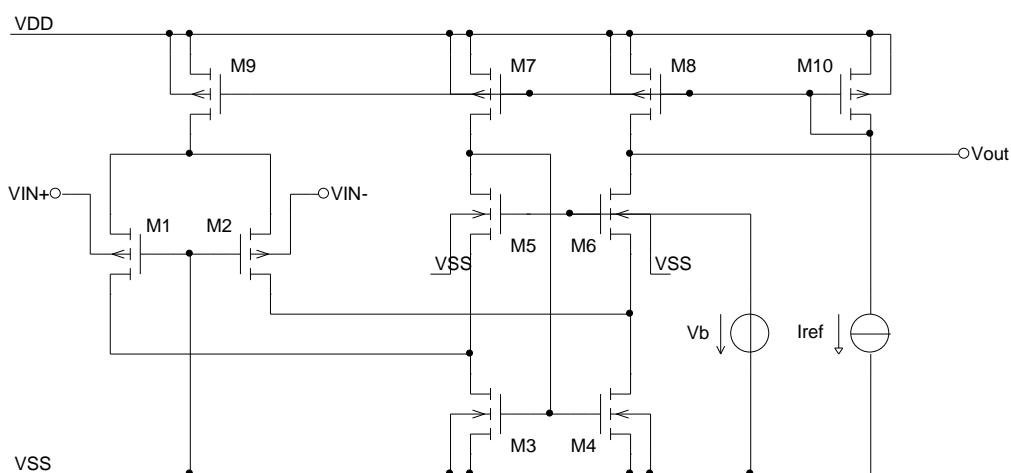 VDD
M9
M7
M8
M10
Vout
VIN+
VIN-
M1
M2
M5
M6
VSS
VSS
Vb
Iref
M3
M4
VSS